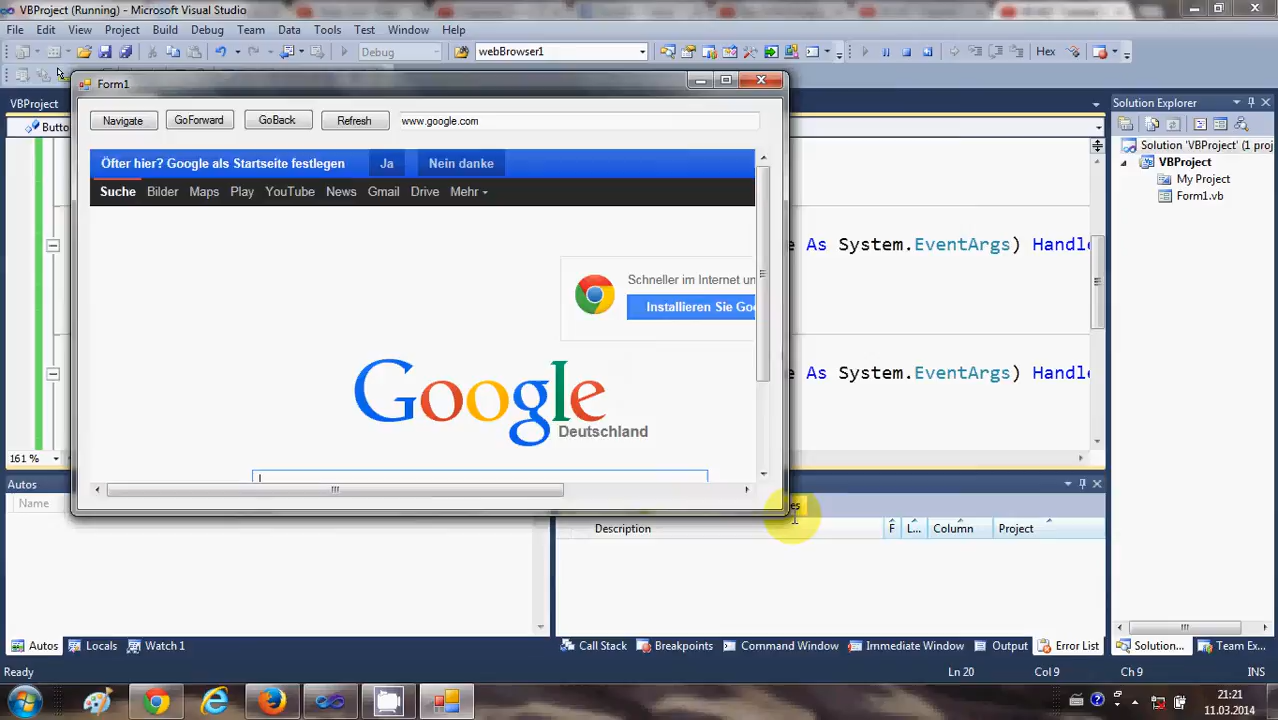 VBProject (Running) - Microsoft Visual Studio
File Edit View Project Build Debug Team Data Tools Test Window Help
Debug webBrowser1 Hex
Form1
VBProject
Solution Explorer
Navigate GoForward GoBack Refresh www.google.com
Butto
Solution 'VBProject' (1 proj
VBProject
My Project
Form1.vb
Öfter hier? Google als Startseite festlegen Ja Nein danke
Suche Bilder Maps Play YouTube News Gmail Drive Mehr
e As System.EventArgs) Handle
Schneller im Internet un
Installieren Sie Goo
e As System.EventArgs) Handle
Google
Deutschland
161 %
Autos
Name
Description F L... Column Project
Autos Locals Watch 1 Call Stack Breakpoints Command Window Immediate Window Output Error List Solution... Team Ex...
Ready Ln 20 Col 9 Ch 9 INS
21:21
11.03.2014